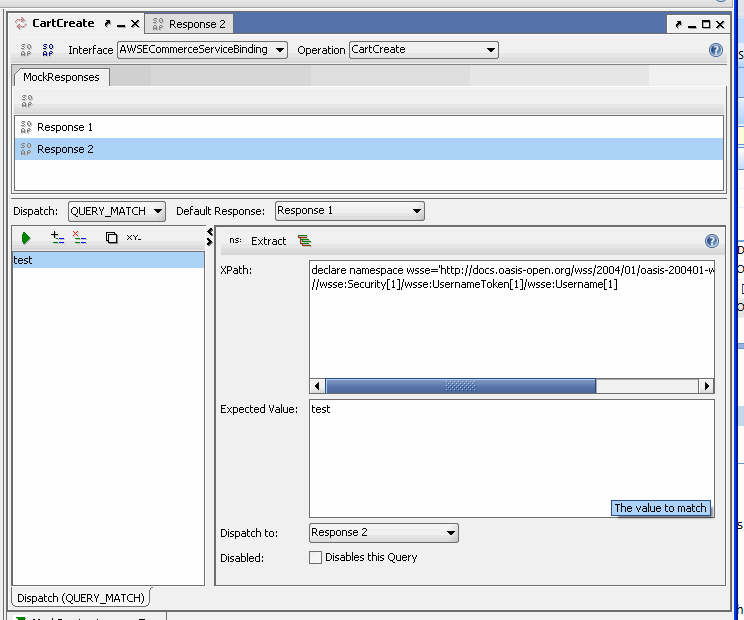 CartCreate
Response 2
Interface AWSECommerceServiceBinding Operation CartCreate
MockResponses
Response 1
Response 2
Dispatch: QUERY_MATCH Default Response: Response 1
XY-
ns: Extract
test
XPath:
declare namespace wsse='http://docs.oasis-open.org/wss/2004/01/oasis-200401-w
//wsse:Security[1]/wsse:UsernameToken[1]/wsse:Username[1]
Expected Value:
test
The value to match
Dispatch to: Response 2
Disabled: Disables this Query
Dispatch (QUERY_MATCH)